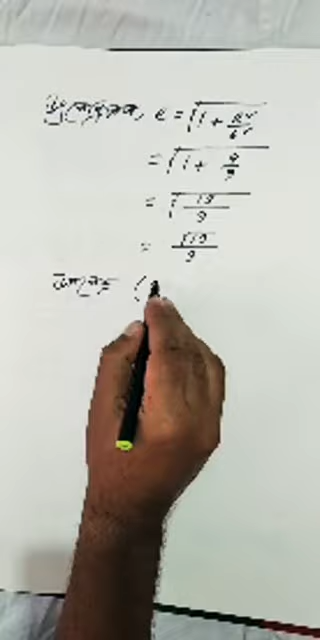 উৎকেন্দ্রিকতা, e = √(1 + a²/b²)
= √(1 + 4/9)
= √(13/9)
= √13/3
(